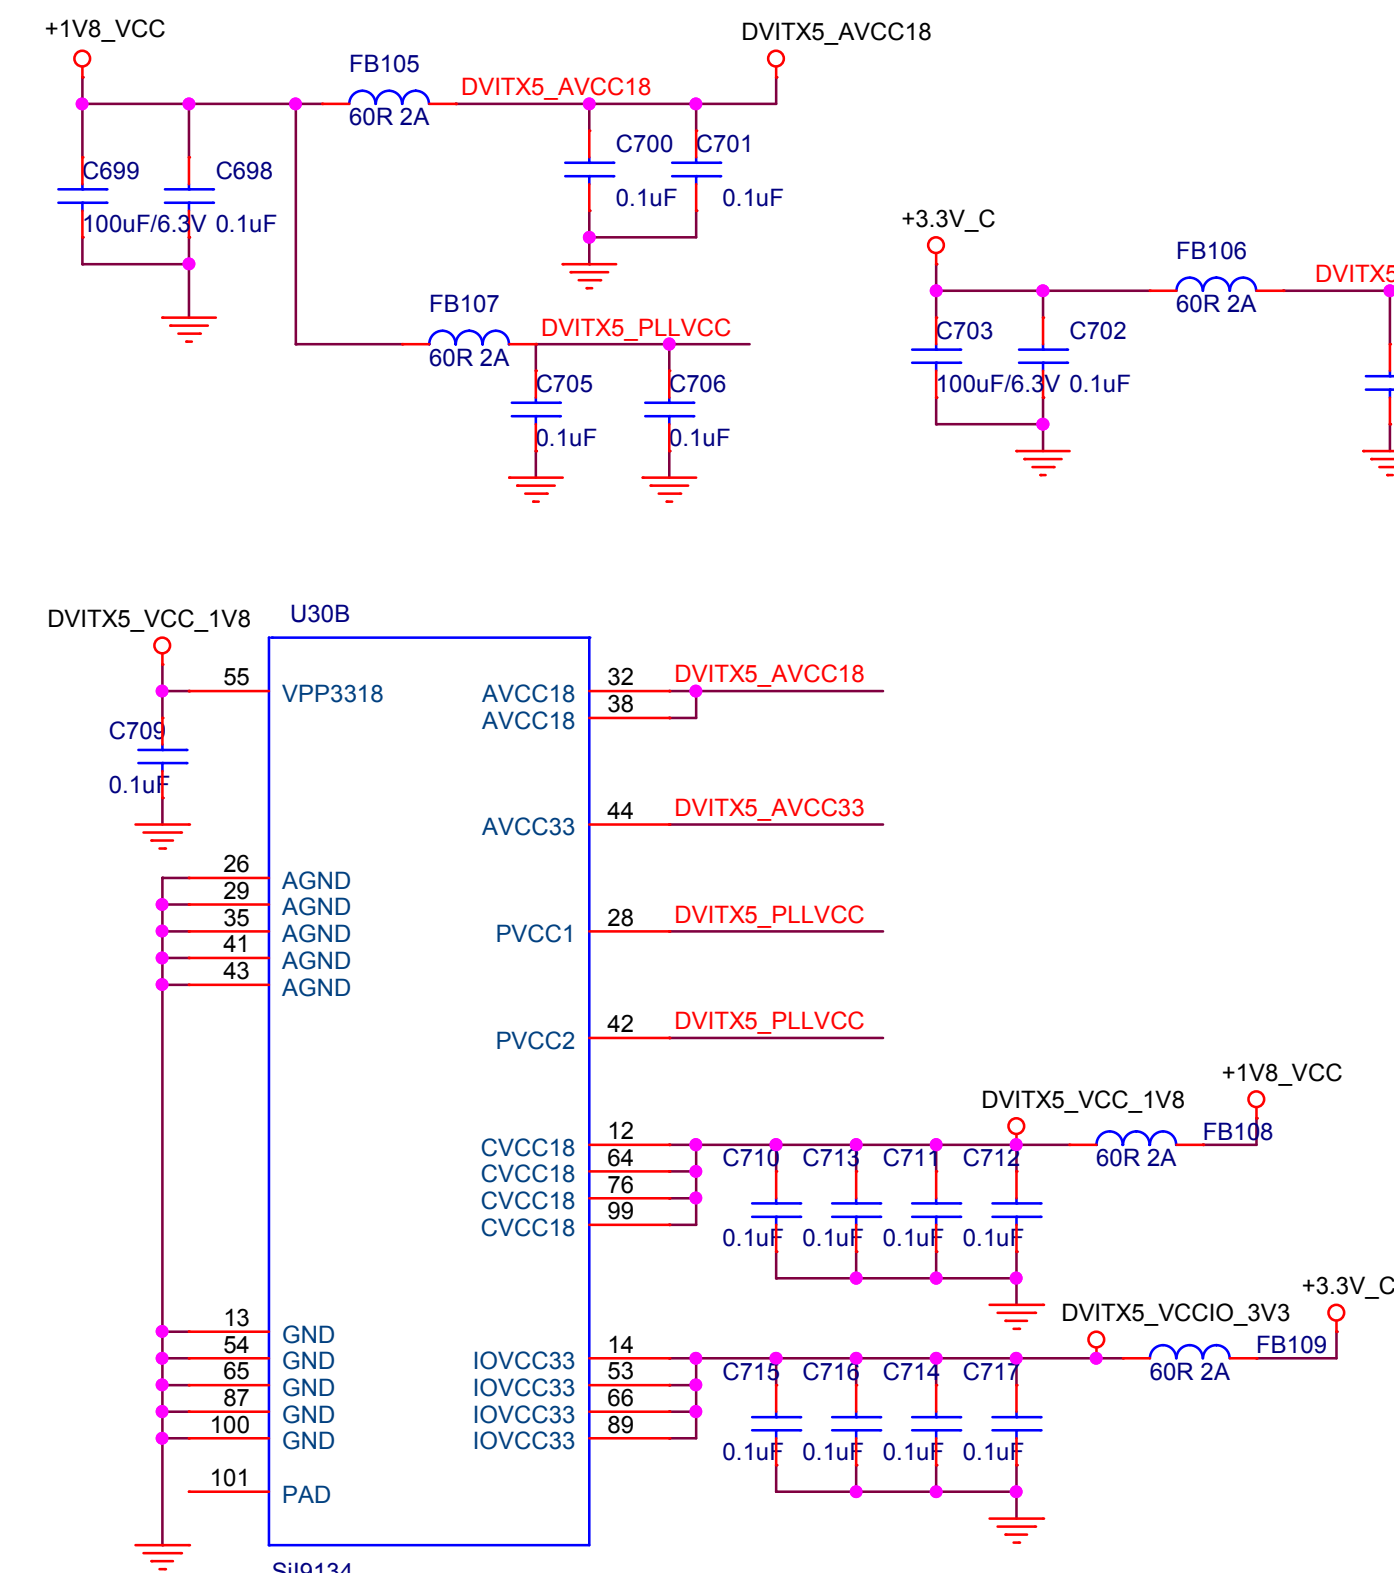 +1V8_VCC
DVITX5_AVCC18
FB105
DVITX5_AVCC18
60R 2A
C699
C698
100uF/6.3V
0.1uF
C700
C701
0.1uF
0.1uF
+3.3V_C
FB106
DVITX5
60R 2A
C703
C702
100uF/6.3V
0.1uF
FB107
DVITX5_PLLVCC
60R 2A
C705
C706
0.1uF
0.1uF
DVITX5_VCC_1V8
U30B
55
VPP3318
C709
0.1uF
AVCC18
32
DVITX5_AVCC18
AVCC18
38
AVCC33
44
DVITX5_AVCC33
26
AGND
29
AGND
35
AGND
41
AGND
43
AGND
PVCC1
28
DVITX5_PLLVCC
PVCC2
42
DVITX5_PLLVCC
+1V8_VCC
DVITX5_VCC_1V8
FB108
60R 2A
CVCC18
12
CVCC18
64
CVCC18
76
CVCC18
99
C710
C713
C711
C712
0.1uF
0.1uF
0.1uF
0.1uF
+3.3V_C
DVITX5_VCCIO_3V3
FB109
60R 2A
13
GND
54
GND
65
GND
87
GND
100
GND
101
PAD
IOVCC33
14
IOVCC33
53
IOVCC33
66
IOVCC33
89
C715
C716
C714
C717
0.1uF
0.1uF
0.1uF
0.1uF
SiI9134